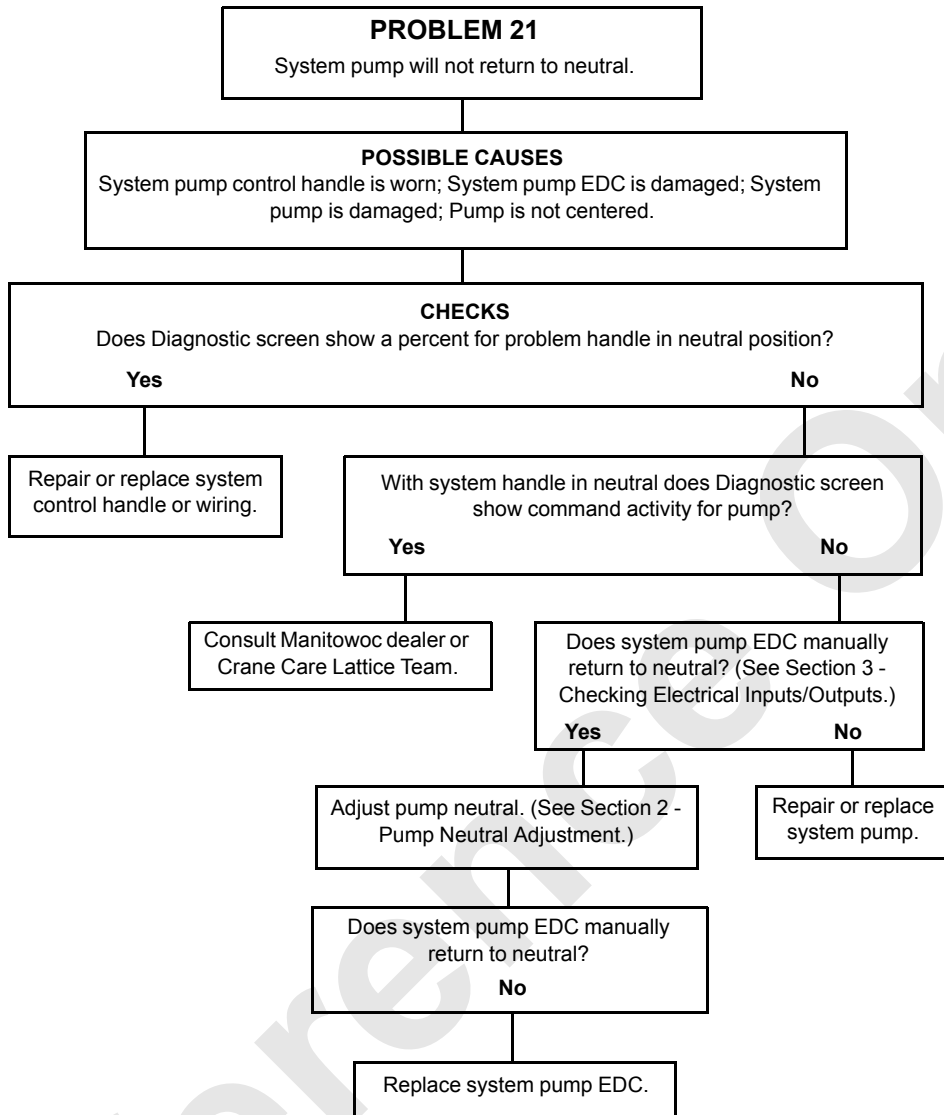 PROBLEM 21
System pump will not return to neutral.
POSSIBLE CAUSES
System pump control handle is worn; System pump EDC is damaged; System
pump is damaged; Pump is not centered.
CHECKS
Does Diagnostic screen show a percent for problem handle in neutral position?
Yes
No
Repair or replace system
control handle or wiring.
With system handle in neutral does Diagnostic screen
show command activity for pump?
Yes
No
Consult Manitowoc dealer or
Crane Care Lattice Team.
Does system pump EDC manually
return to neutral? (See Section 3 -
Checking Electrical Inputs/Outputs.)
Yes
No
Adjust pump neutral. (See Section 2 -
Pump Neutral Adjustment.)
Repair or replace
system pump.
Does system pump EDC manually
return to neutral?
No
Replace system pump EDC.